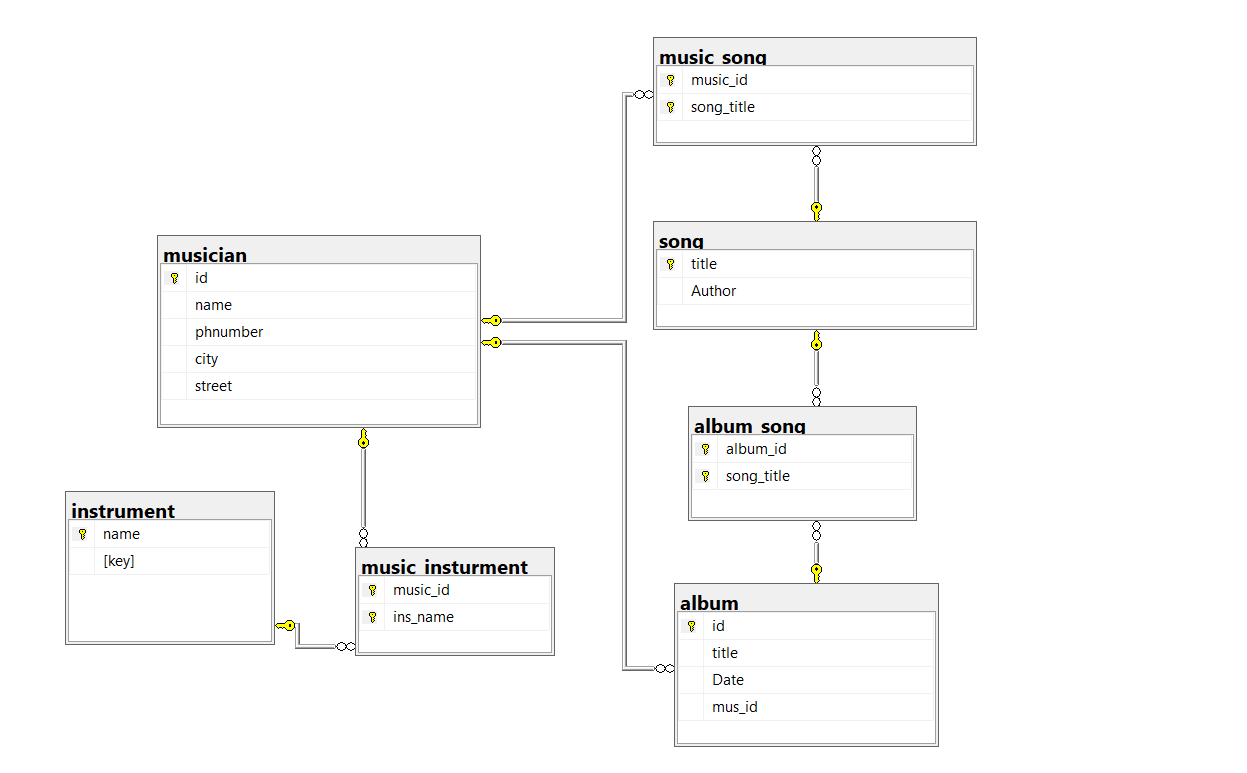 music_song
music_id
song_title
song
title
Author
musician
id
name
phnumber
city
street
album_song
album_id
song_title
instrument
name
[key]
music_insturment
music_id
ins_name
album
id
title
Date
mus_id